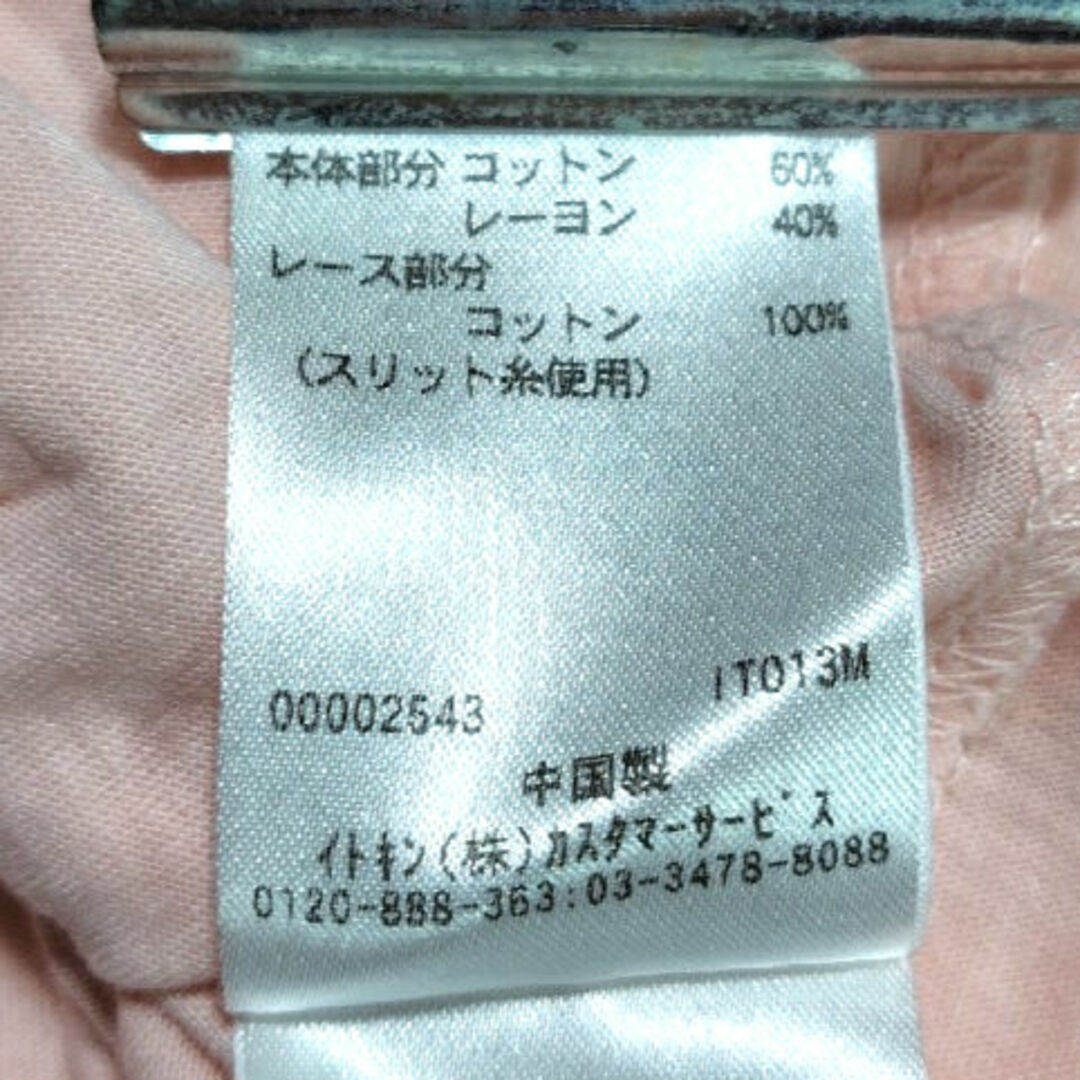 本体部分 コットン 60%
レーヨン 40%
レース部分
コットン 100%
(スリット糸使用)
00002543 IT013M
中国製
イトキン(株)カスタマーサービス
0120-888-363:03-3478-8088